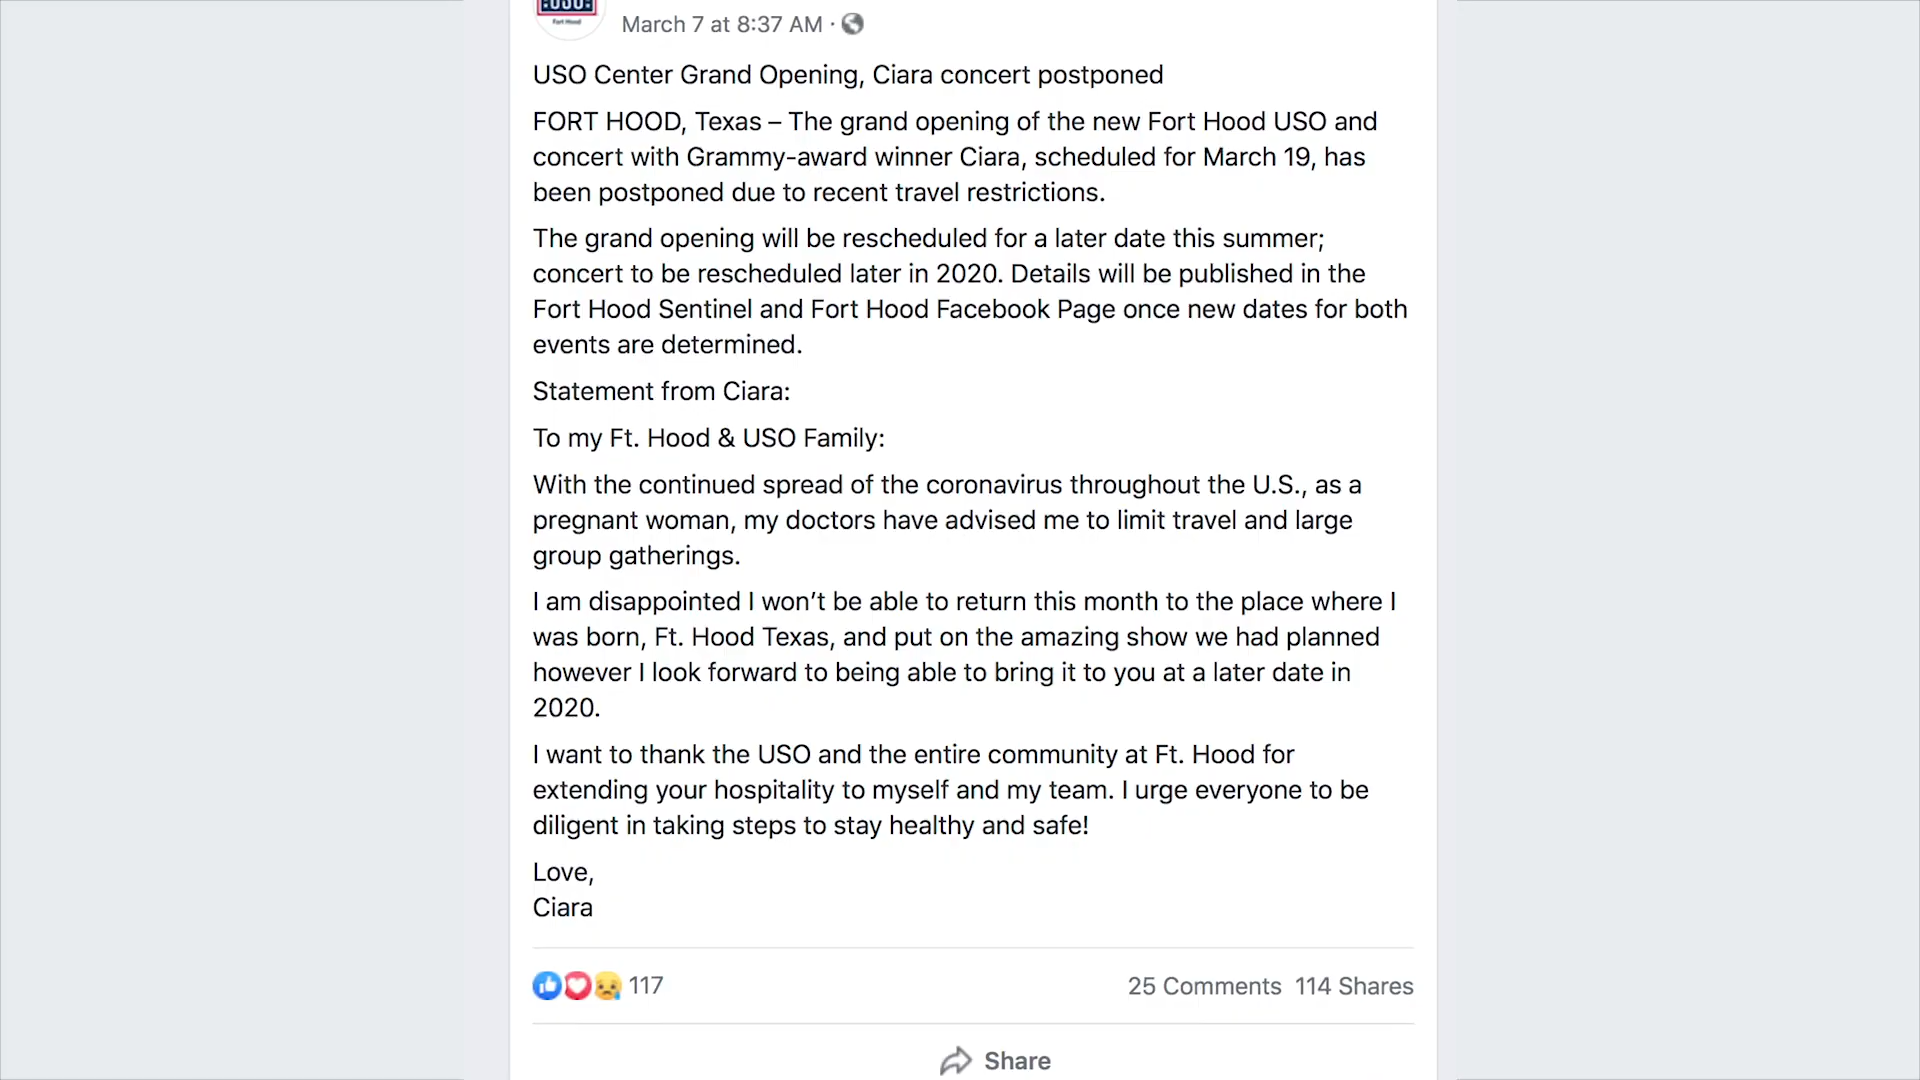 USO
Fort Hood
March 7 at 8:37 AM ·
USO Center Grand Opening, Ciara concert postponed
FORT HOOD, Texas – The grand opening of the new Fort Hood USO and
concert with Grammy-award winner Ciara, scheduled for March 19, has
been postponed due to recent travel restrictions.
The grand opening will be rescheduled for a later date this summer;
concert to be rescheduled later in 2020. Details will be published in the
Fort Hood Sentinel and Fort Hood Facebook Page once new dates for both
events are determined.
Statement from Ciara:
To my Ft. Hood & USO Family:
With the continued spread of the coronavirus throughout the U.S., as a
pregnant woman, my doctors have advised me to limit travel and large
group gatherings.
I am disappointed I won’t be able to return this month to the place where I
was born, Ft. Hood Texas, and put on the amazing show we had planned
however I look forward to being able to bring it to you at a later date in
2020.
I want to thank the USO and the entire community at Ft. Hood for
extending your hospitality to myself and my team. I urge everyone to be
diligent in taking steps to stay healthy and safe!
Love,
Ciara
117 25 Comments 114 Shares
Share